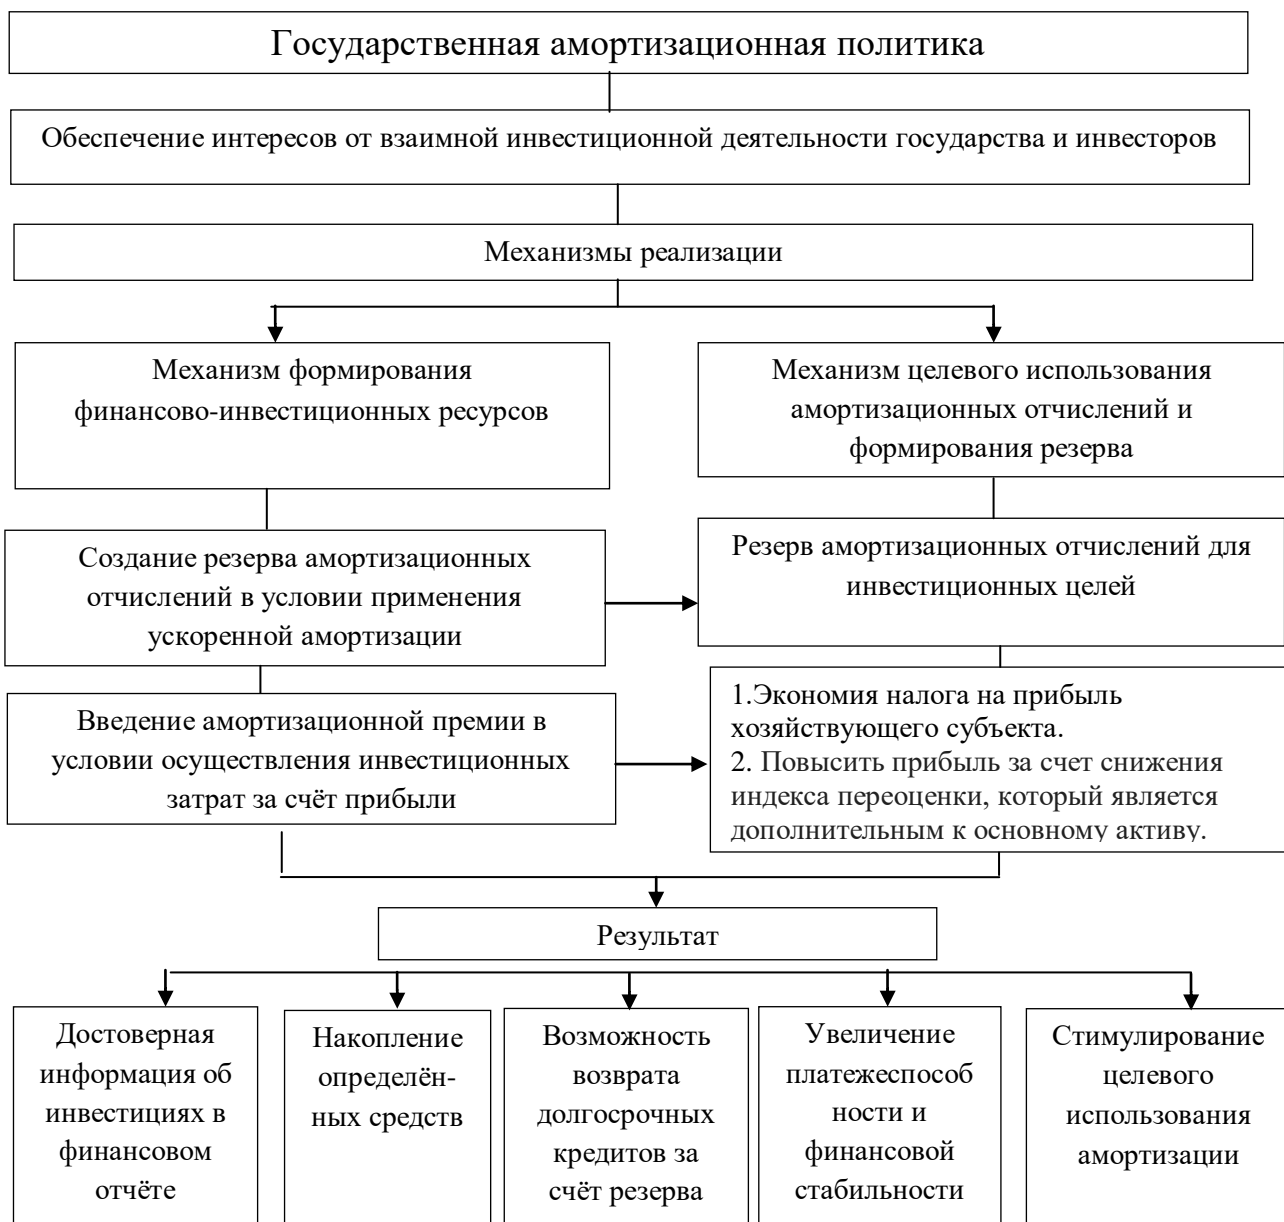 Государственная амортизационная политика
Обеспечение интересов от взаимной инвестиционной деятельности государства и инвесторов
Механизмы реализации
Механизм формирования
финансово-инвестиционных ресурсов
Механизм целевого использования
амортизационных отчислений и
формирования резерва
Создание резерва амортизационных
отчислений в условии применения
ускоренной амортизации
Резерв амортизационных отчислений для
инвестиционных целей
Введение амортизационной премии в
условии осуществления инвестиционных
затрат за счёт прибыли
1.Экономия налога на прибыль
хозяйствующего субъекта.
2. Повысить прибыль за счет снижения
индекса переоценки, который является
дополнительным к основному активу.
Результат
Достоверная
информация об
инвестициях в
финансовом
отчёте
Накопление
определён-
ных средств
Возможность
возврата
долгосрочных
кредитов за
счёт резерва
Увеличение
платежеспособ
ности и
финансовой
стабильности
Стимулирование
целевого
использования
амортизации